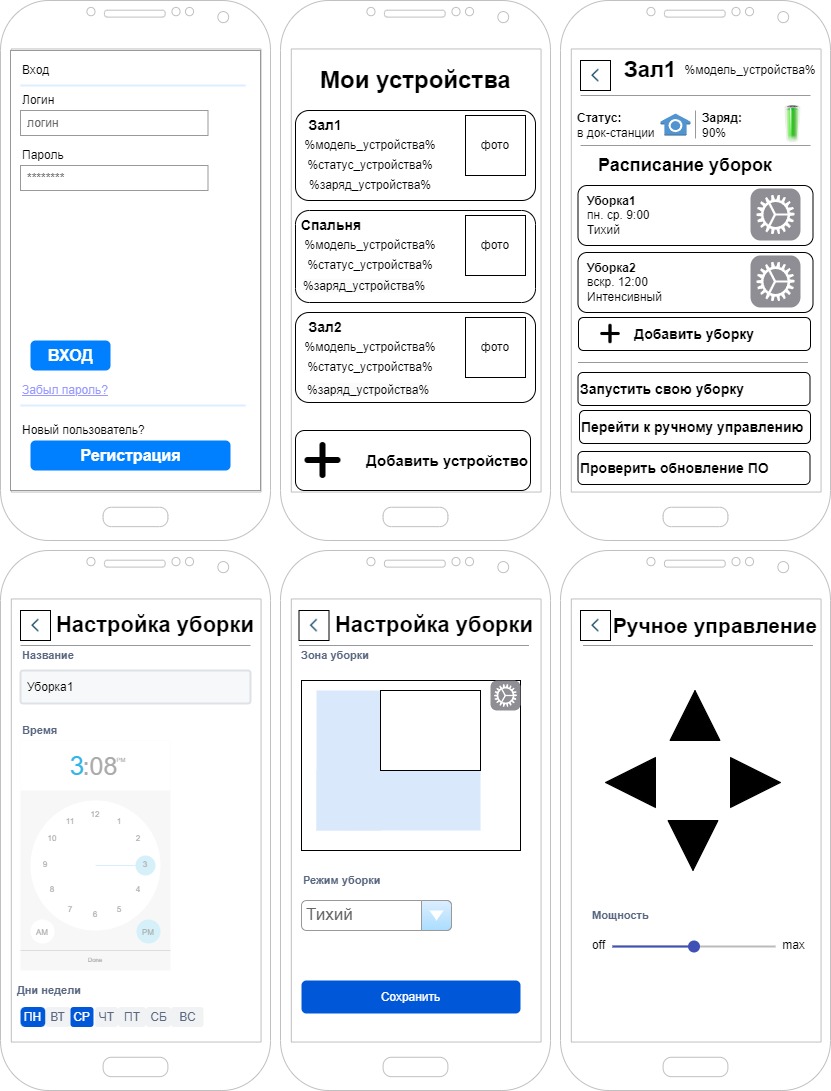 Вход
Логин
логин
Пароль
********
ВХОД
Забыл пароль?
Новый пользователь?
Регистрация
Мои устройства
Зал1
%модель_устройства%
%статус_устройства%
%заряд_устройства%
фото
Спальня
%модель_устройства%
%статус_устройства%
%заряд_устройства%
фото
Зал2
%модель_устройства%
%статус_устройства%
%заряд_устройства%
фото
Добавить устройство
Зал1 %модель_устройства%
Статус:
в док-станции
Заряд:
90%
Расписание уборок
Уборка1
пн. ср. 9:00
Тихий
Уборка2
вскр. 12:00
Интенсивный
Добавить уборку
Запустить свою уборку
Перейти к ручному управлению
Проверить обновление ПО
Настройка уборки
Название
Уборка1
Время
3:08 PM
12
11 1
10 2
9 3
8 4
7 5
6
AM PM
Done
Дни недели
ПН ВТ СР ЧТ ПТ СБ ВС
Настройка уборки
Зона уборки
Режим уборки
Тихий
Сохранить
Ручное управление
Мощность
off max